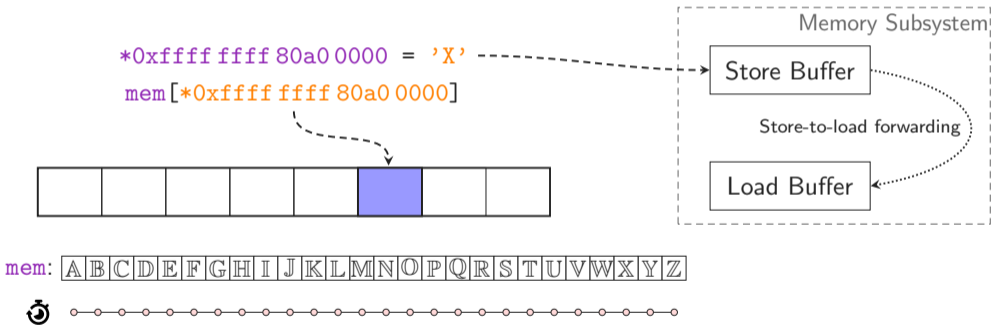 Memory Subsystem
*0xffff ffff 80a0 0000 = 'X'
Store Buffer
mem[*0xffff ffff 80a0 0000]
Store-to-load forwarding
Load Buffer
mem: A B C D E F G H I J K L M N O P Q R S T U V W X Y Z